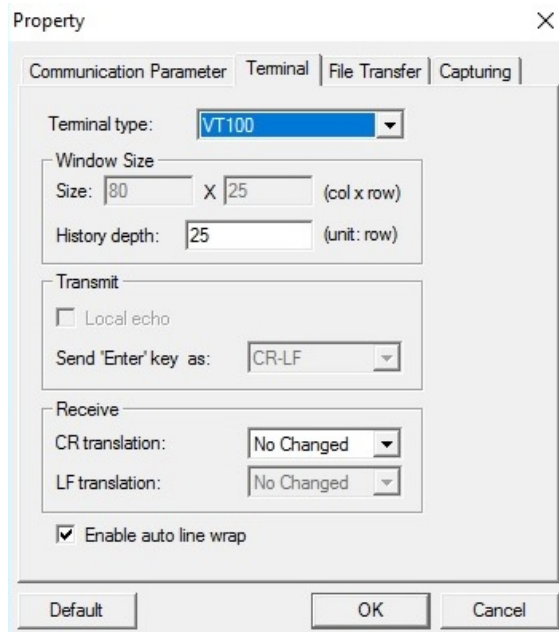 Property
Communication Parameter Terminal File Transfer Capturing
Terminal type: VT100
Window Size
Size: 80 X 25 (col x row)
History depth: 25 (unit: row)
Transmit
Local echo
Send 'Enter' key as: CR-LF
Receive
CR translation: No Changed
LF translation: No Changed
Enable auto line wrap
Default OK Cancel